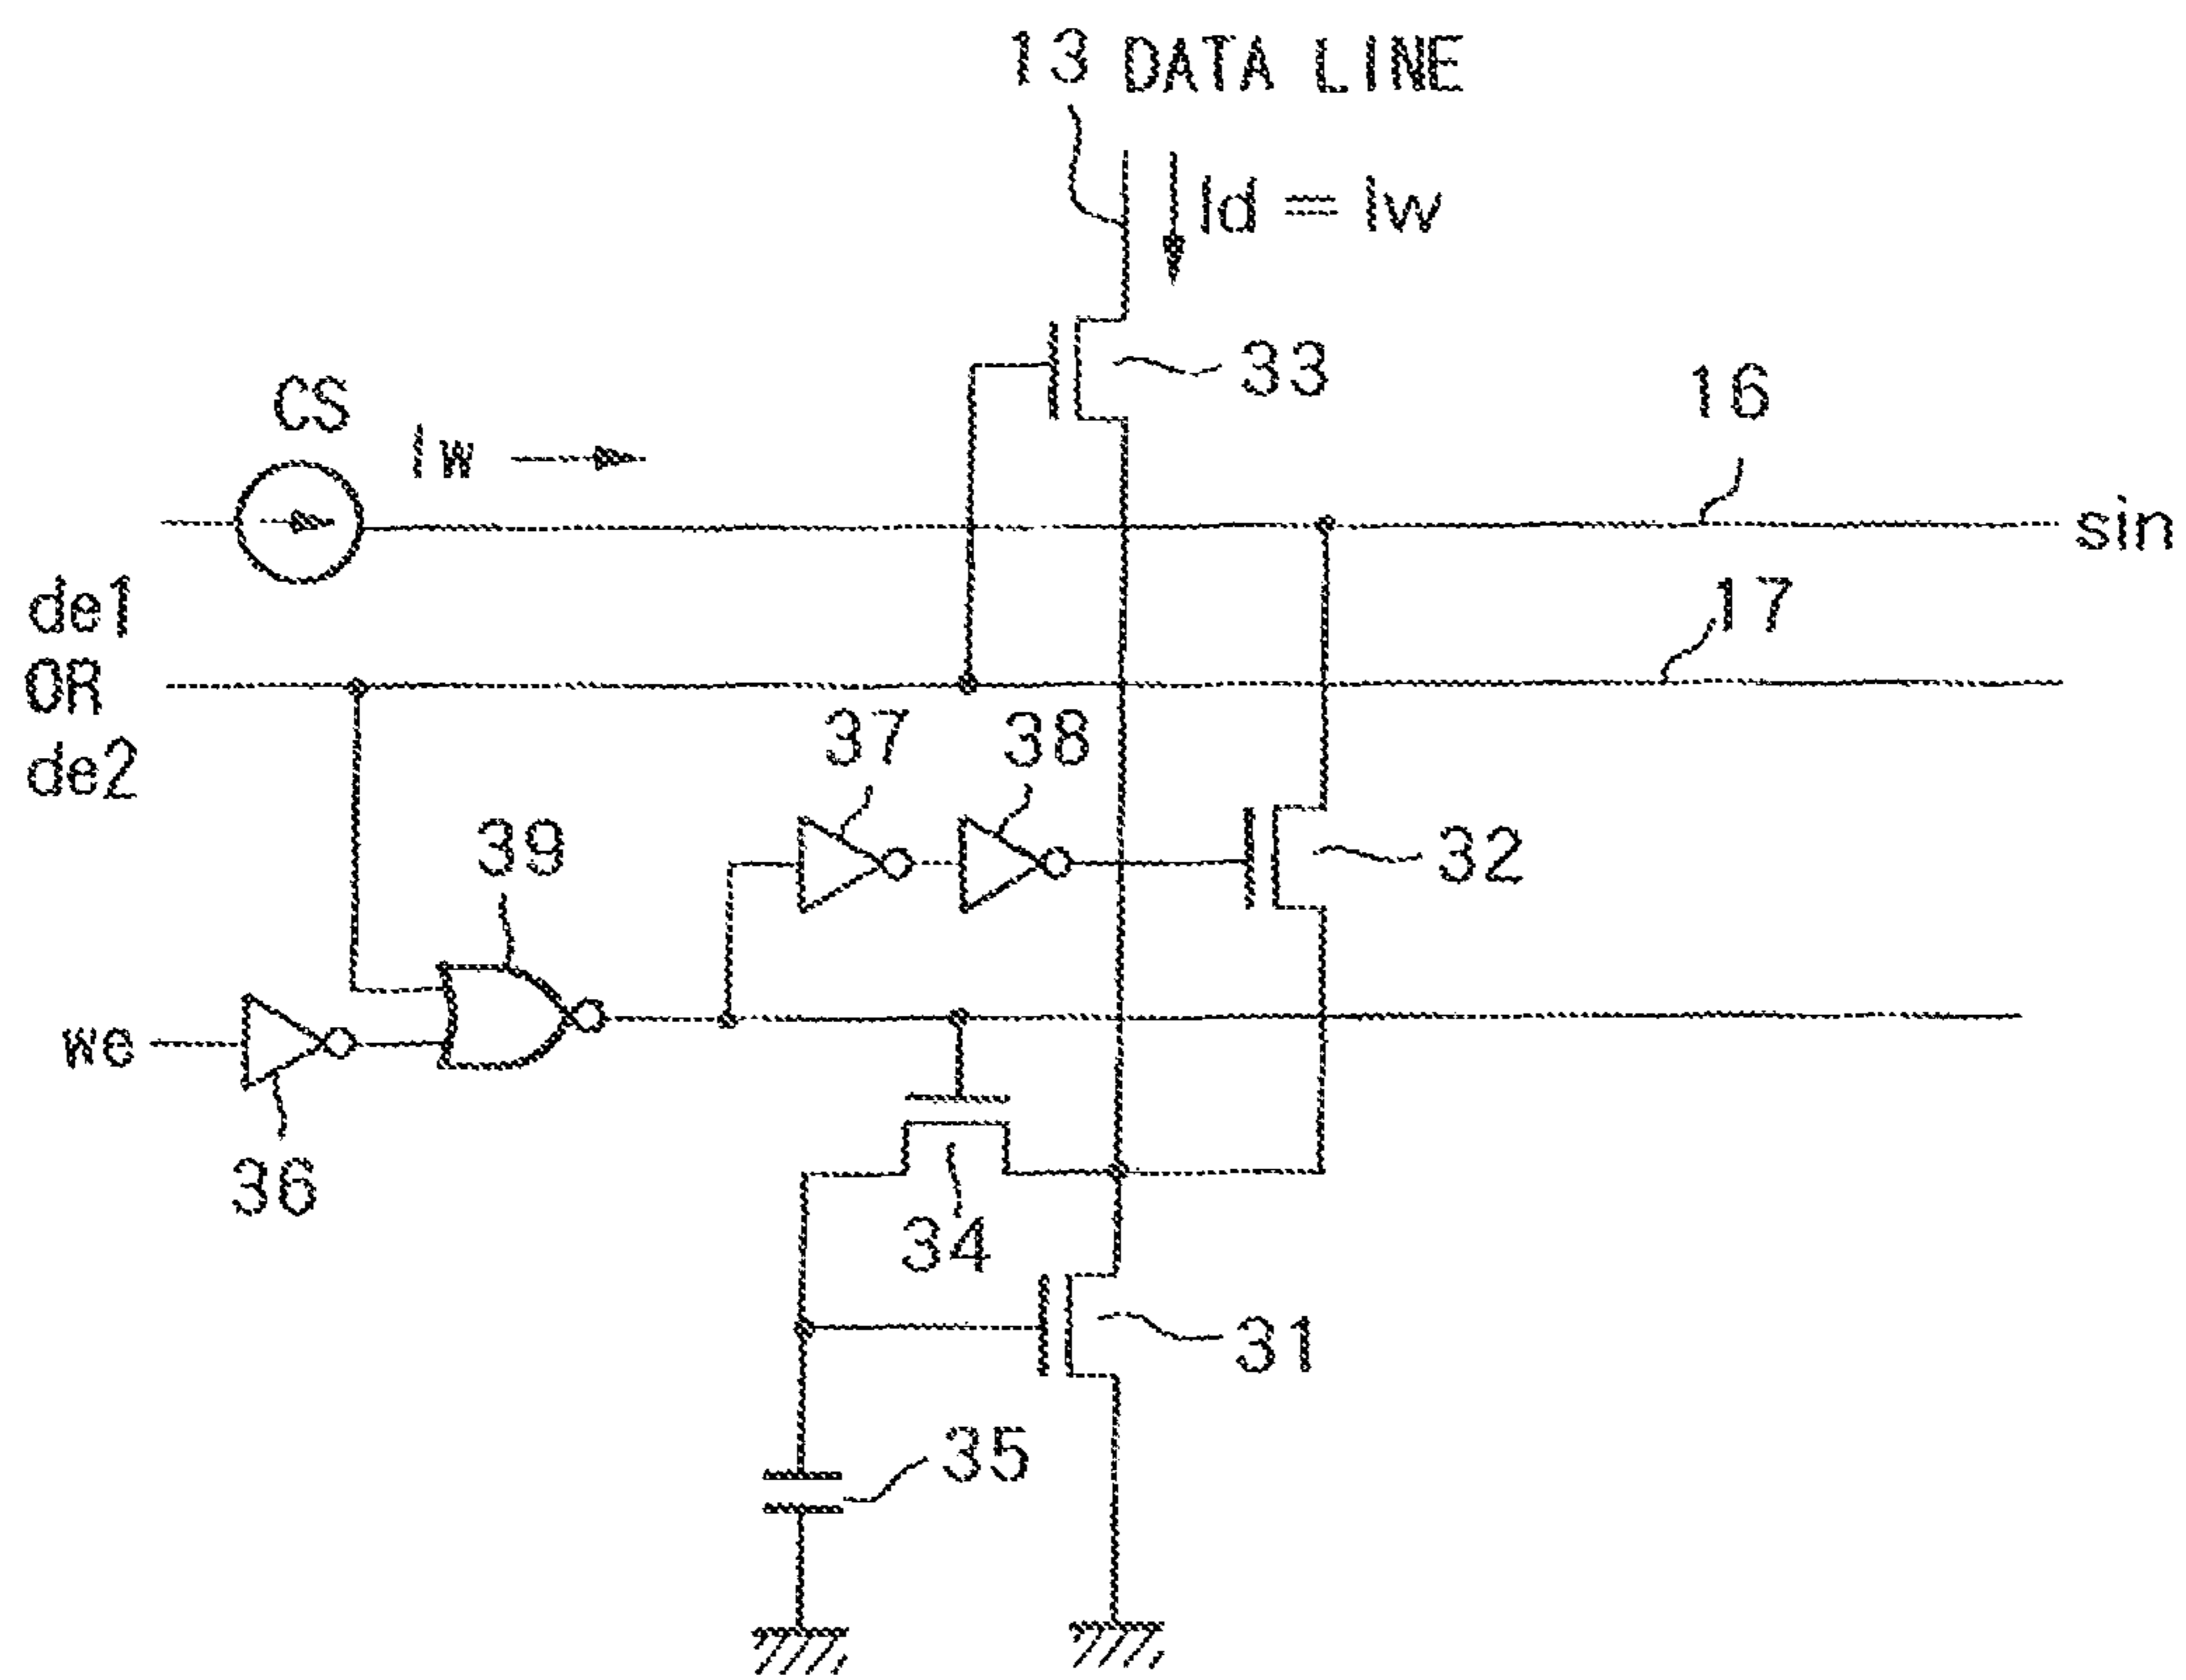 13 DATA LINE
Id = Iw
33
16
CS
Iw
sin
de1
17
OR
37
38
de2
39
32
we
36
34
31
35